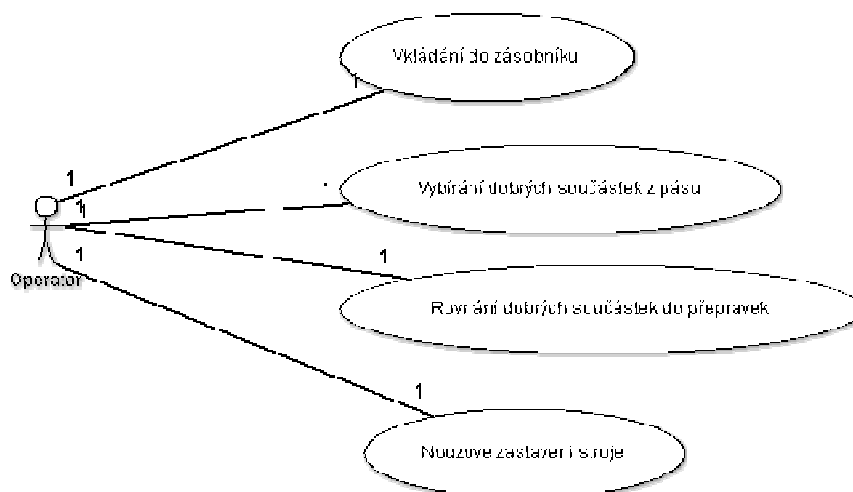 Vkládání do zásobníku
1
1
Vybírání dobrých součástek z pásu
1
1
Rovnání dobrých součástek do přepravek
1
1
Operator
Nouzové zastavení stroje
1